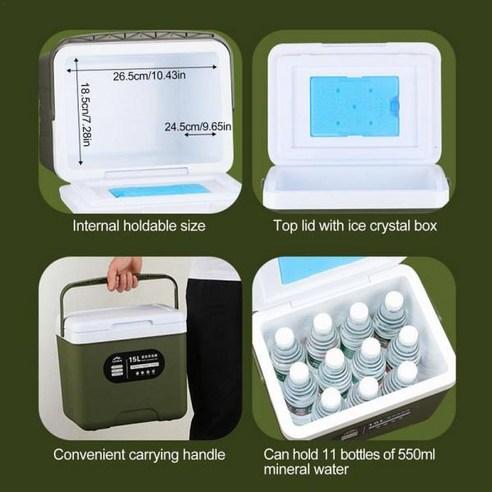 26.5cm/10.43in
18.5cm/7.28in
24.5cm/9.65in
Internal holdable size
Top lid with ice crystal box
15L
Convenient carrying handle
Can hold 11 bottles of 550ml
mineral water